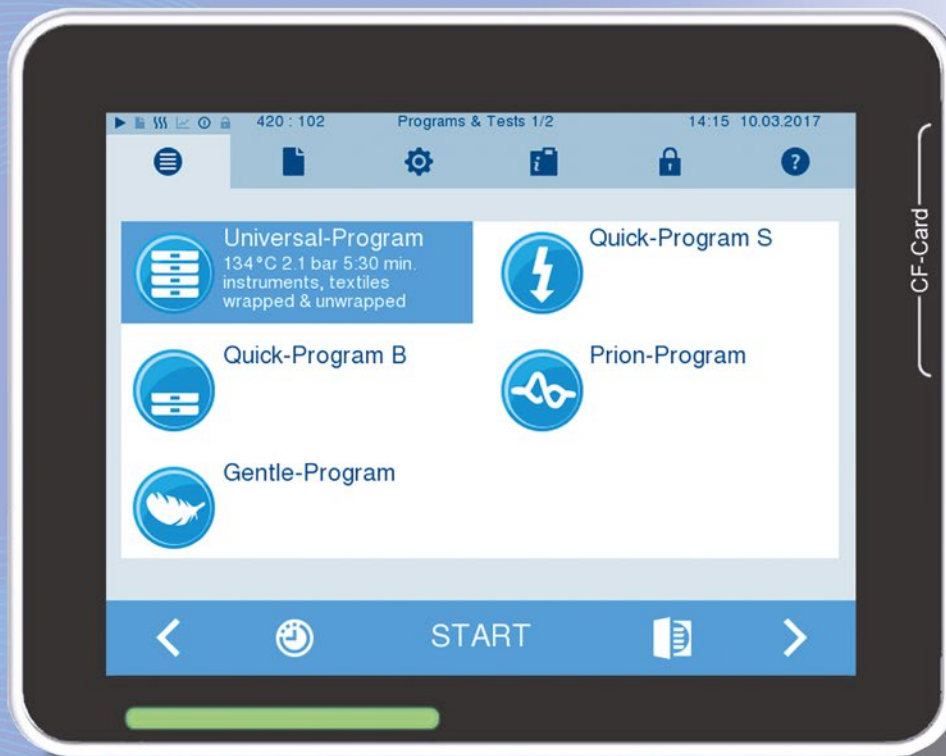 420 : 102 Programs & Tests 1/2 14:15 10.03.2017
Universal-Program
134°C 2.1 bar 5:30 min.
instruments, textiles
wrapped & unwrapped
Quick-Program S
Quick-Program B
Prion-Program
Gentle-Program
START
CF-Card